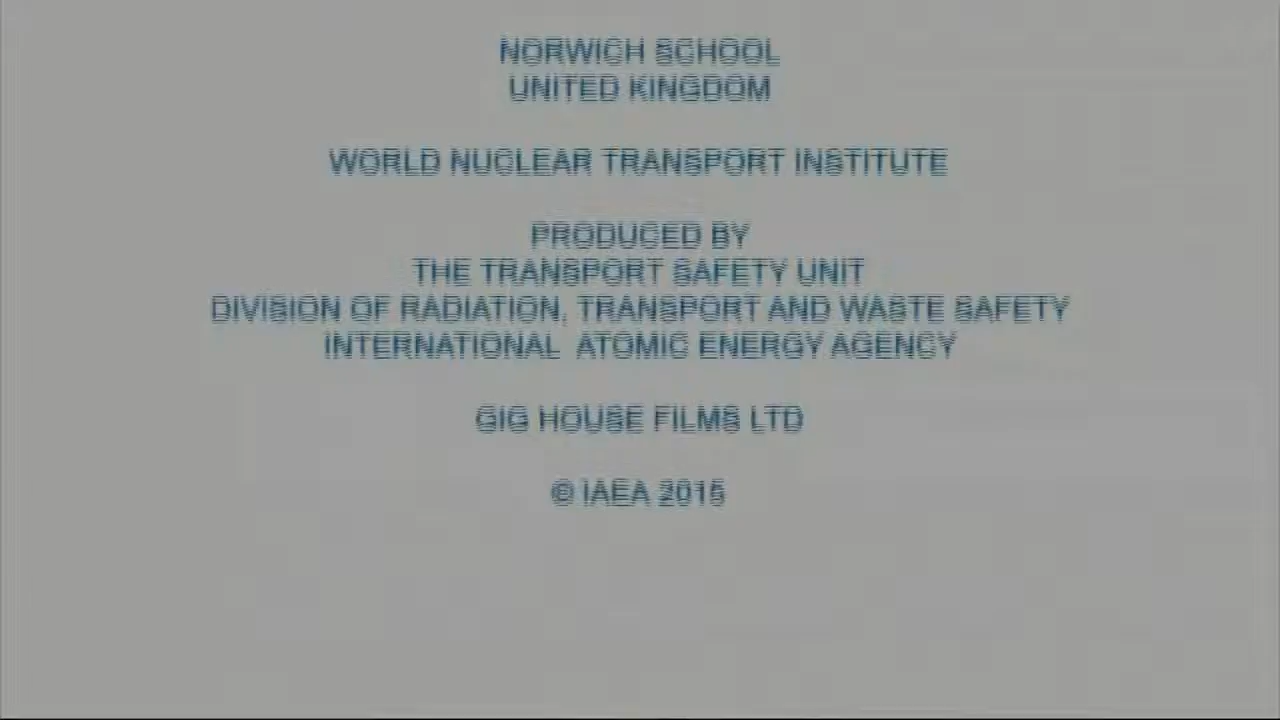 NORWICH SCHOOL
UNITED KINGDOM
WORLD NUCLEAR TRANSPORT INSTITUTE
PRODUCED BY
THE TRANSPORT SAFETY UNIT
DIVISION OF RADIATION, TRANSPORT AND WASTE SAFETY
INTERNATIONAL ATOMIC ENERGY AGENCY
GIG HOUSE FILMS LTD
© IAEA 2015